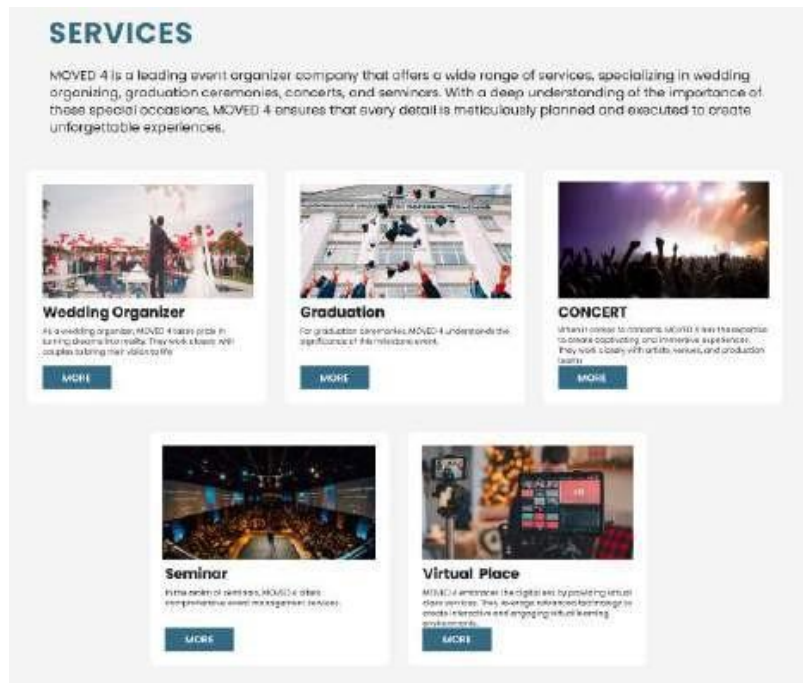 SERVICES
MOVED 4 is a leading event organizer company that offers a wide range of services, specializing in wedding
organizing, graduation ceremonies, concerts, and seminars. With a deep understanding of the importance of
these special occasions, MOVED 4 ensures that every detail is meticulously planned and executed to create
unforgettable experiences.
Wedding Organizer
As a wedding organizer, MOVED 4 takes pride in
turning dreams into reality. They work closely with
couples to bring their vision to life
MORE
Graduation
For graduation ceremonies, MOVED 4 understands the
significance of this milestone event.
MORE
CONCERT
When it comes to concerts, MOVED 4 has the expertise
to create captivating and immersive experiences.
They work closely with artists, venues, and production
teams
MORE
Seminar
In the realm of seminars, MOVED 4 offers
comprehensive event management services.
MORE
Virtual Place
MOVED 4 embraces the digital era by providing virtual
class services. They leverage advanced technology to
create interactive and engaging virtual learning
environments.
MORE